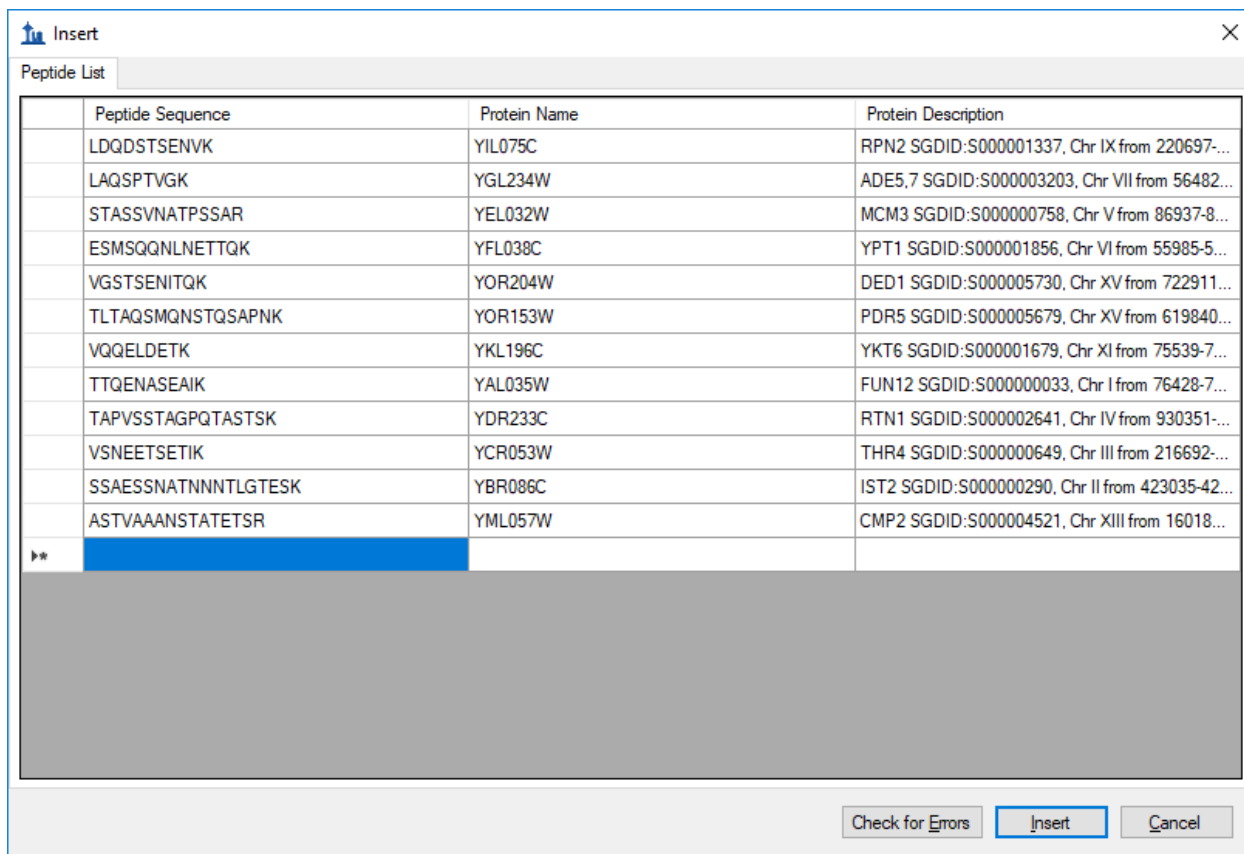 Insert
Peptide List
Peptide Sequence Protein Name Protein Description
LDQDSTSENVK YIL075C RPN2 SGDID:S000001337, Chr IX from 220697-...
LAQSPTVGK YGL234W ADE5,7 SGDID:S000003203, Chr VII from 56482...
STASSVNATPSSAR YEL032W MCM3 SGDID:S000000758, Chr V from 86937-8...
ESMSQQNLNETTQK YFL038C YPT1 SGDID:S000001856, Chr VI from 55985-5...
VGSTSENITQK YOR204W DED1 SGDID:S000005730, Chr XV from 722911...
TLTAQSMQNSTQSAPNK YOR153W PDR5 SGDID:S000005679, Chr XV from 619840...
VQQELDETK YKL196C YKT6 SGDID:S000001679, Chr XI from 75539-7...
TTQENASEAIK YAL035W FUN12 SGDID:S000000033, Chr I from 76428-7...
TAPVSSTAGPQTASTSK YDR233C RTN1 SGDID:S000002641, Chr IV from 930351-...
VSNEETSETIK YCR053W THR4 SGDID:S000000649, Chr III from 216692-...
SSAESSNATNNNTLGTESK YBR086C IST2 SGDID:S000000290, Chr II from 423035-42...
ASTVAAANSTATETSR YML057W CMP2 SGDID:S000004521, Chr XIII from 16018...
Check for Errors Insert Cancel